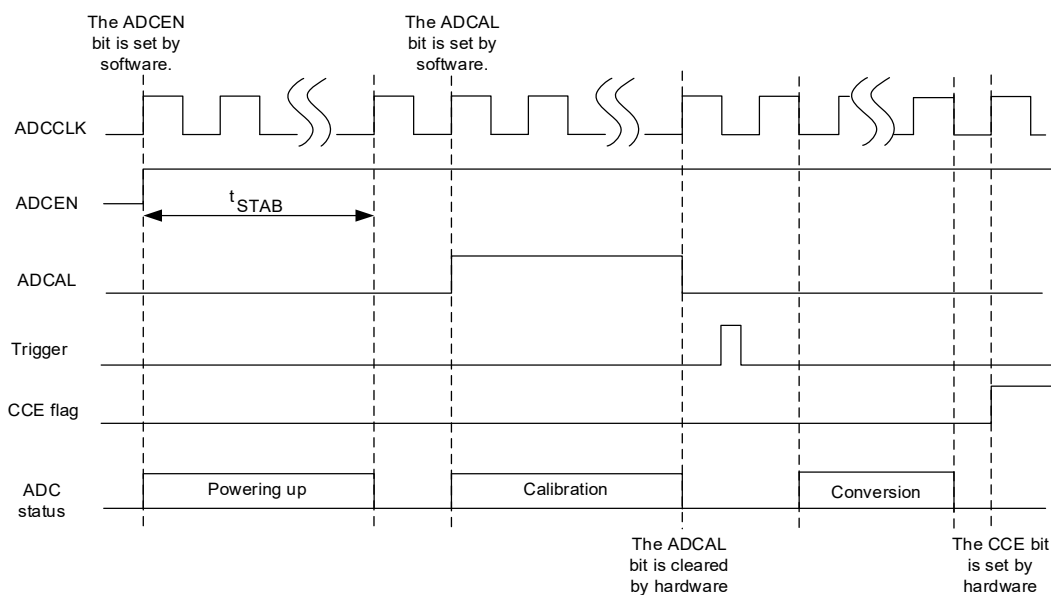 The ADCEN
bit is set by
software.
The ADCAL
bit is set by
software.
ADCCLK
ADCEN
tSTAB
ADCAL
Trigger
CCE flag
ADC
status
Powering up
Calibration
Conversion
The ADCAL
bit is cleared
by hardware
The CCE bit
is set by
hardware